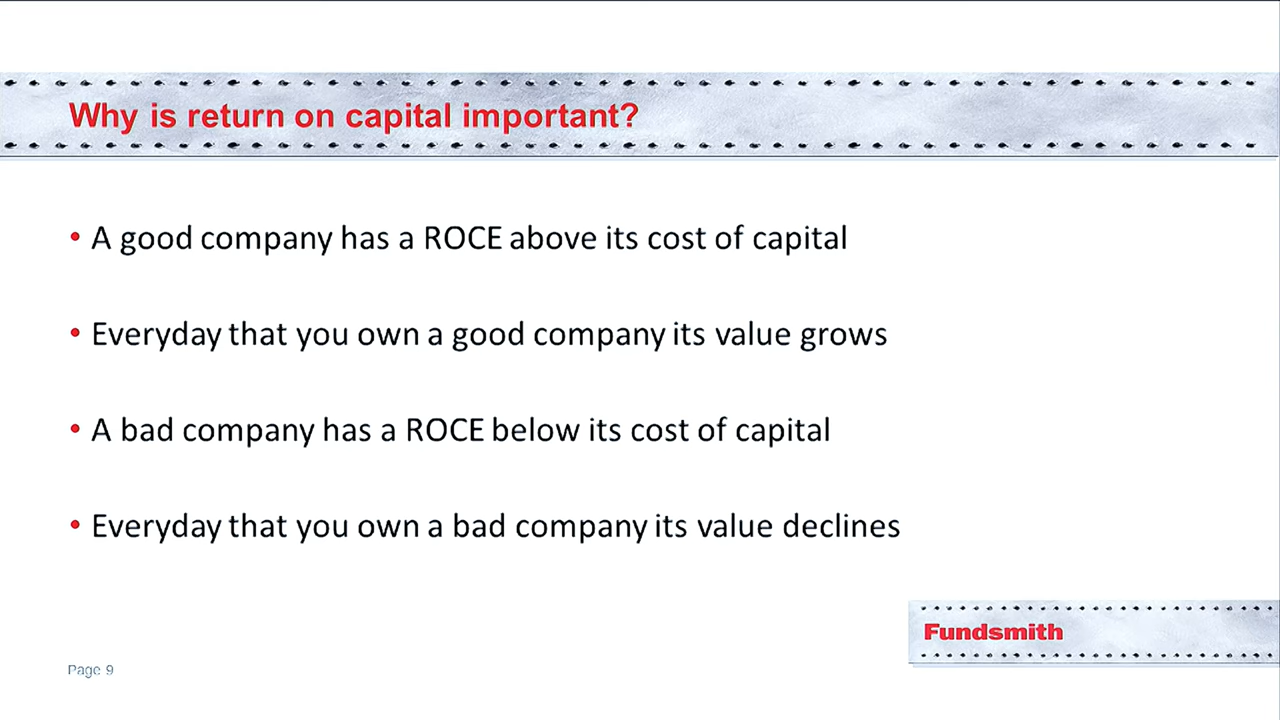 Why is return on capital important?
• A good company has a ROCE above its cost of capital
• Everyday that you own a good company its value grows
• A bad company has a ROCE below its cost of capital
• Everyday that you own a bad company its value declines
Fundsmith
Page 9